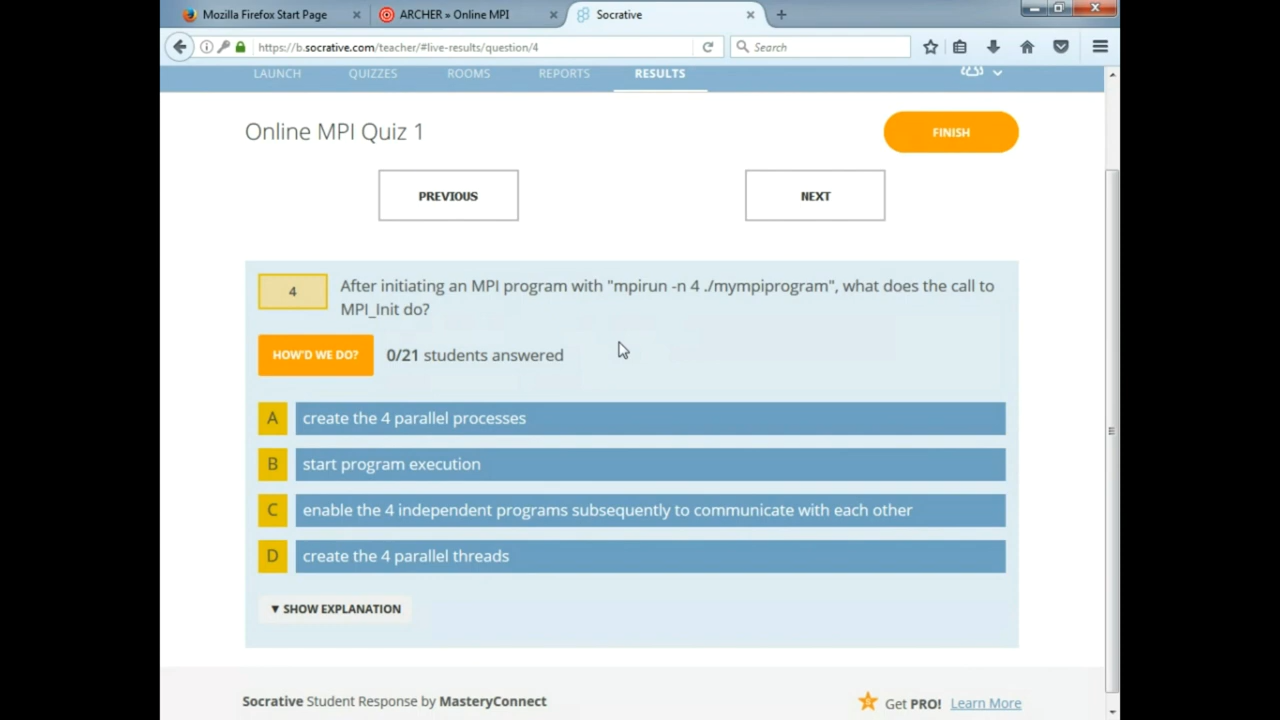 Mozilla Firefox Start Page
ARCHER » Online MPI
Socrative
https://b.socrative.com/teacher/#live-results/question/4
Search
LAUNCH QUIZZES ROOMS REPORTS RESULTS
Online MPI Quiz 1
FINISH
PREVIOUS
NEXT
4
After initiating an MPI program with "mpirun -n 4 ./mympiprogram", what does the call to
MPI_Init do?
HOW'D WE DO?
0/21 students answered
A create the 4 parallel processes
B start program execution
C enable the 4 independent programs subsequently to communicate with each other
D create the 4 parallel threads
▼ SHOW EXPLANATION
Socrative Student Response by MasteryConnect
Get PRO! Learn More